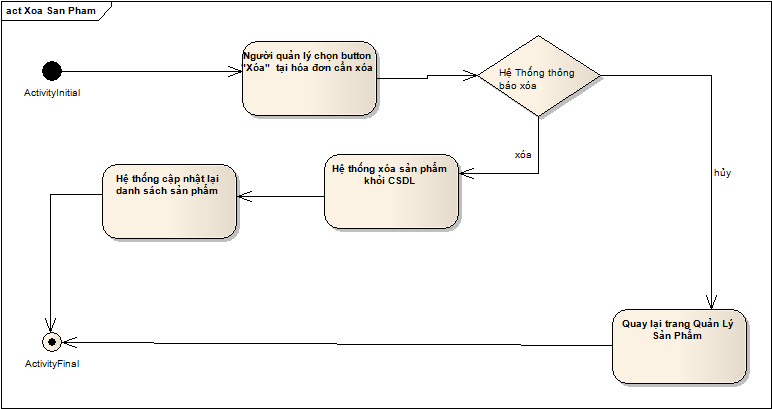 act Xoa San Pham
Người quản lý chọn button
"Xóa" tại hóa đơn cần xóa
Hệ Thống thông
báo xóa
ActivityInitial
xóa
hủy
Hệ thống xóa sản phẩm
khỏi CSDL
Hệ thống cập nhật lại
danh sách sản phẩm
Quay lại trang Quản Lý
Sản Phẩm
ActivityFinal